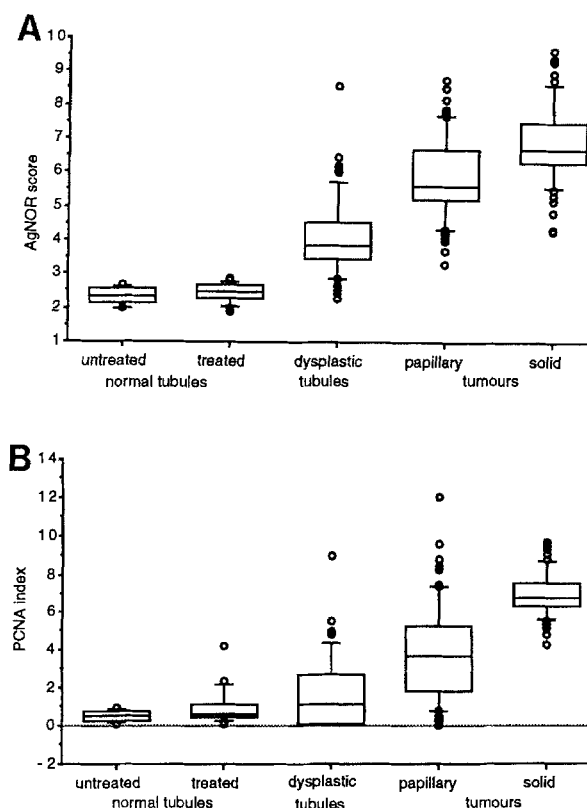 A
10
9
8
7
6
5
4
3
2
1
AgNOR score
untreated treated dysplastic papillary solid
normal tubules tubules tumours
B
14
12
10
8
6
4
2
0
-2
PCNA index
untreated treated dysplastic papillary solid
normal tubules tubules tumours